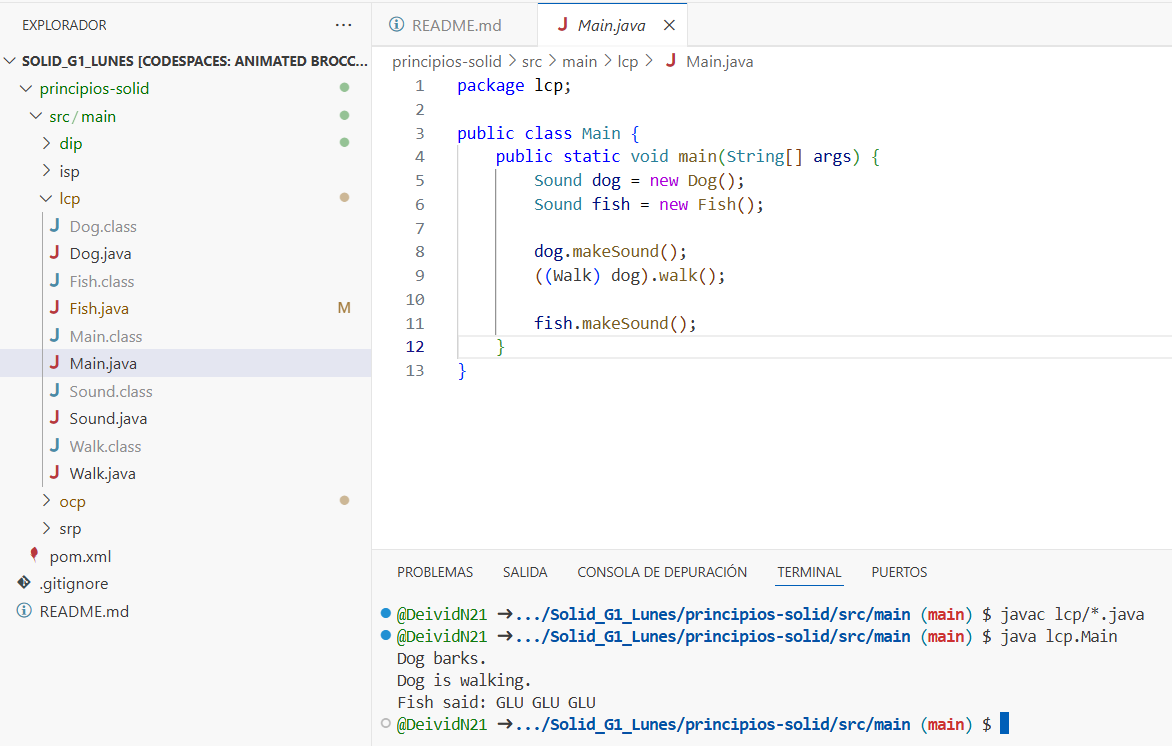 EXPLORADOR ...
SOLID_G1_LUNES [CODESPACES: ANIMATED BROCC...
principios-solid
src / main
dip
isp
lcp
Dog.class
Dog.java
Fish.class
Fish.java M
Main.class
Main.java
Sound.class
Sound.java
Walk.class
Walk.java
ocp
srp
pom.xml
.gitignore
README.md
README.md
Main.java
principios-solid > src > main > lcp > Main.java
1 package lcp;
2
3 public class Main {
4 public static void main(String[] args) {
5 Sound dog = new Dog();
6 Sound fish = new Fish();
7
8 dog.makeSound();
9 ((Walk) dog).walk();
10
11 fish.makeSound();
12 }
13 }
PROBLEMAS SALIDA CONSOLA DE DEPURACIÓN TERMINAL PUERTOS
@DeividN21 →.../Solid_G1_Lunes/principios-solid/src/main (main) $ javac lcp/*.java
@DeividN21 →.../Solid_G1_Lunes/principios-solid/src/main (main) $ java lcp.Main
Dog barks.
Dog is walking.
Fish said: GLU GLU GLU
@DeividN21 →.../Solid_G1_Lunes/principios-solid/src/main (main) $